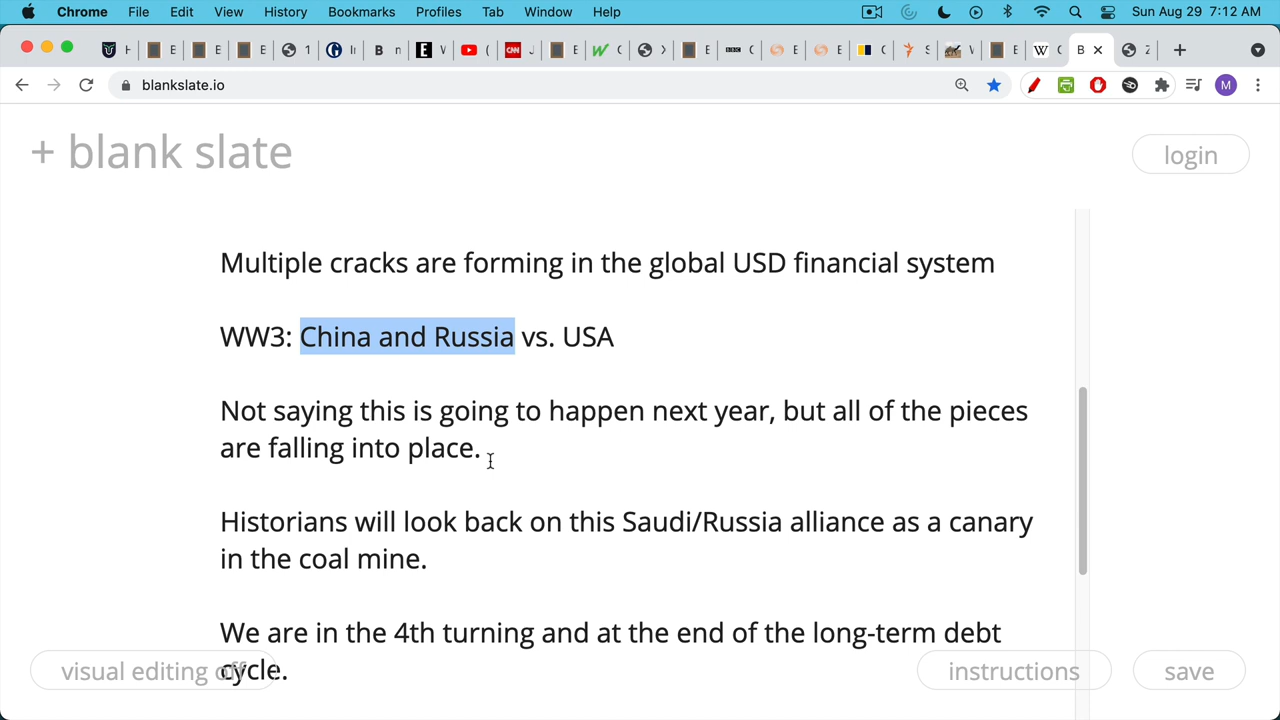 Chrome File Edit View History Bookmarks Profiles Tab Window Help Sun Aug 29 7:12 AM
blankslate.io M
+ blank slate
login
Multiple cracks are forming in the global USD financial system
WW3: China and Russia vs. USA
Not saying this is going to happen next year, but all of the pieces
are falling into place.
Historians will look back on this Saudi/Russia alliance as a canary
in the coal mine.
We are in the 4th turning and at the end of the long-term debt
cycle.
visual editing off
instructions
save